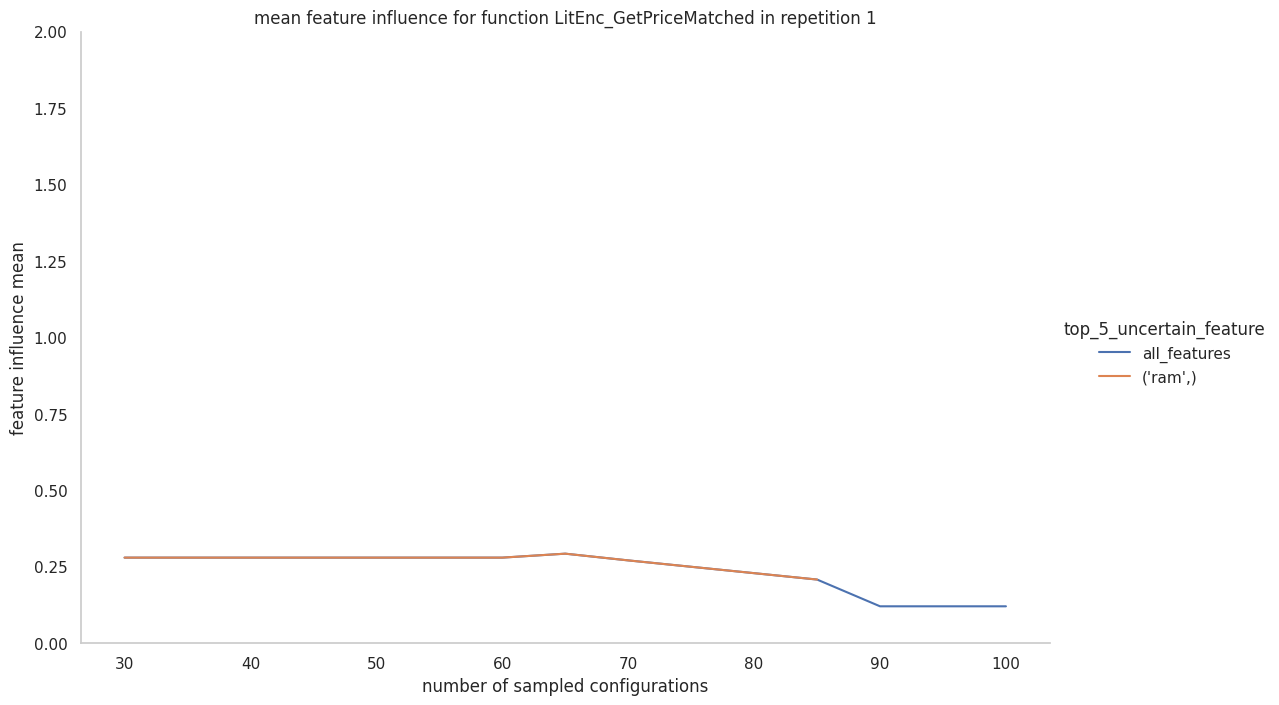 mean feature influence for function LitEnc_GetPriceMatched in repetition 1
2.00
1.75
1.50
1.25
1.00
0.75
0.50
0.25
0.00
feature influence mean
30 40 50 60 70 80 90 100
number of sampled configurations
top_5_uncertain_feature
all_features
('ram',)